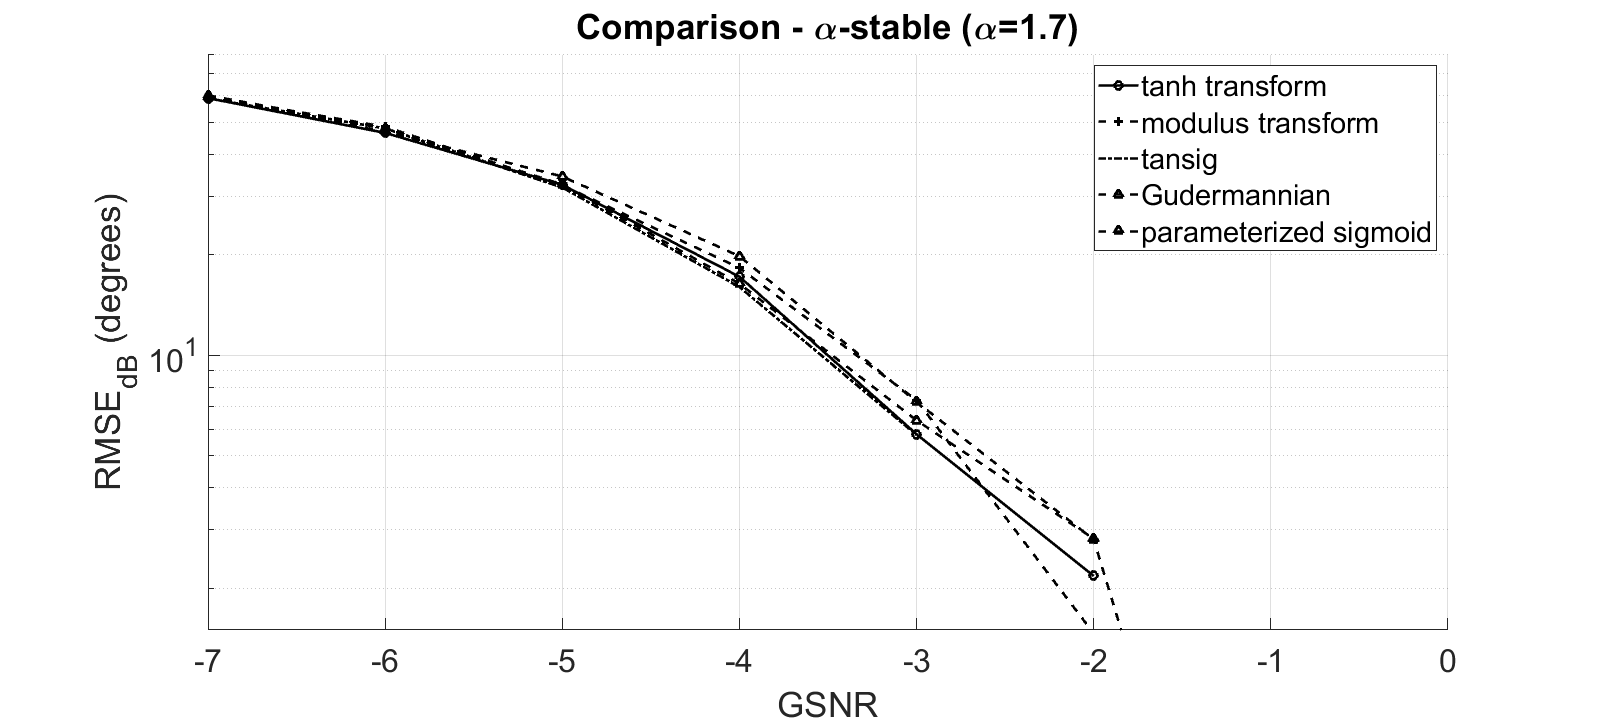 Comparison - α-stable (α=1.7)
tanh transform
modulus transform
tansig
Gudermannian
parameterized sigmoid
RMSE_dB (degrees)
10^1
-7 -6 -5 -4 -3 -2 -1 0
GSNR